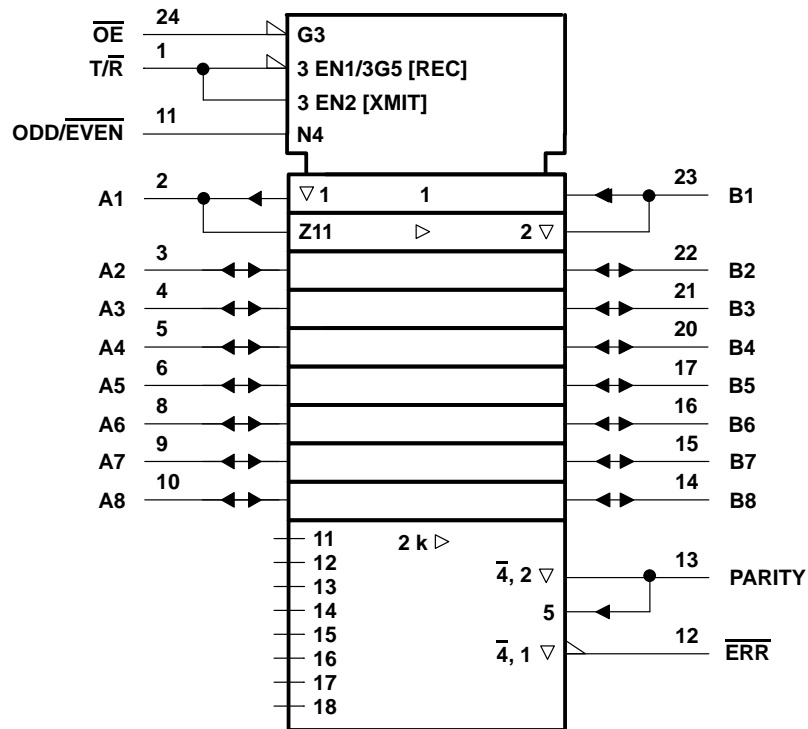 OE 24 G3
T/R 1 3 EN1/3G5 [REC]
3 EN2 [XMIT]
ODD/EVEN 11 N4
A1 2 ▽ 1 1 23 B1
Z11 ▷ 2 ▽
A2 3 22 B2
A3 4 21 B3
A4 5 20 B4
A5 6 17 B5
A6 8 16 B6
A7 9 15 B7
A8 10 14 B8
11 2 k ▷
12 4̅, 2 ▽ 13 PARITY
13
14 5
15
16 4̅, 1 ▽ 12 ERR
17
18